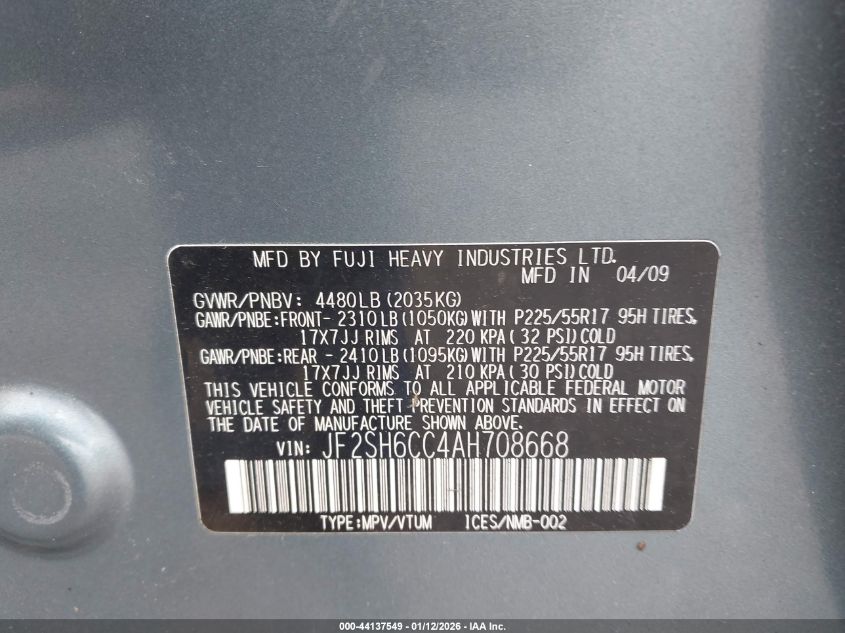 MFD BY FUJI HEAVY INDUSTRIES LTD.
MFD IN 04/09
GVWR/PNBV: 4480LB (2035KG)
GAWR/PNBE:FRONT- 2310LB (1050KG) WITH P225/55R17 95H TIRES,
17X7JJ RIMS AT 220 KPA ( 32 PSI) COLD
GAWR/PNBE:REAR - 2410LB (1095KG) WITH P225/55R17 95H TIRES,
17X7JJ RIMS AT 210 KPA ( 30 PSI) COLD
THIS VEHICLE CONFORMS TO ALL APPLICABLE FEDERAL MOTOR
VEHICLE SAFETY AND THEFT PREVENTION STANDARDS IN EFFECT ON
THE DATE OF MANUFACTURE SHOWN ABOVE.
VIN: JF2SH6CC4AH708668
TYPE:MPV/VTUM ICES/NMB-002
000-44137549 - 01/12/2026 - IAA Inc.